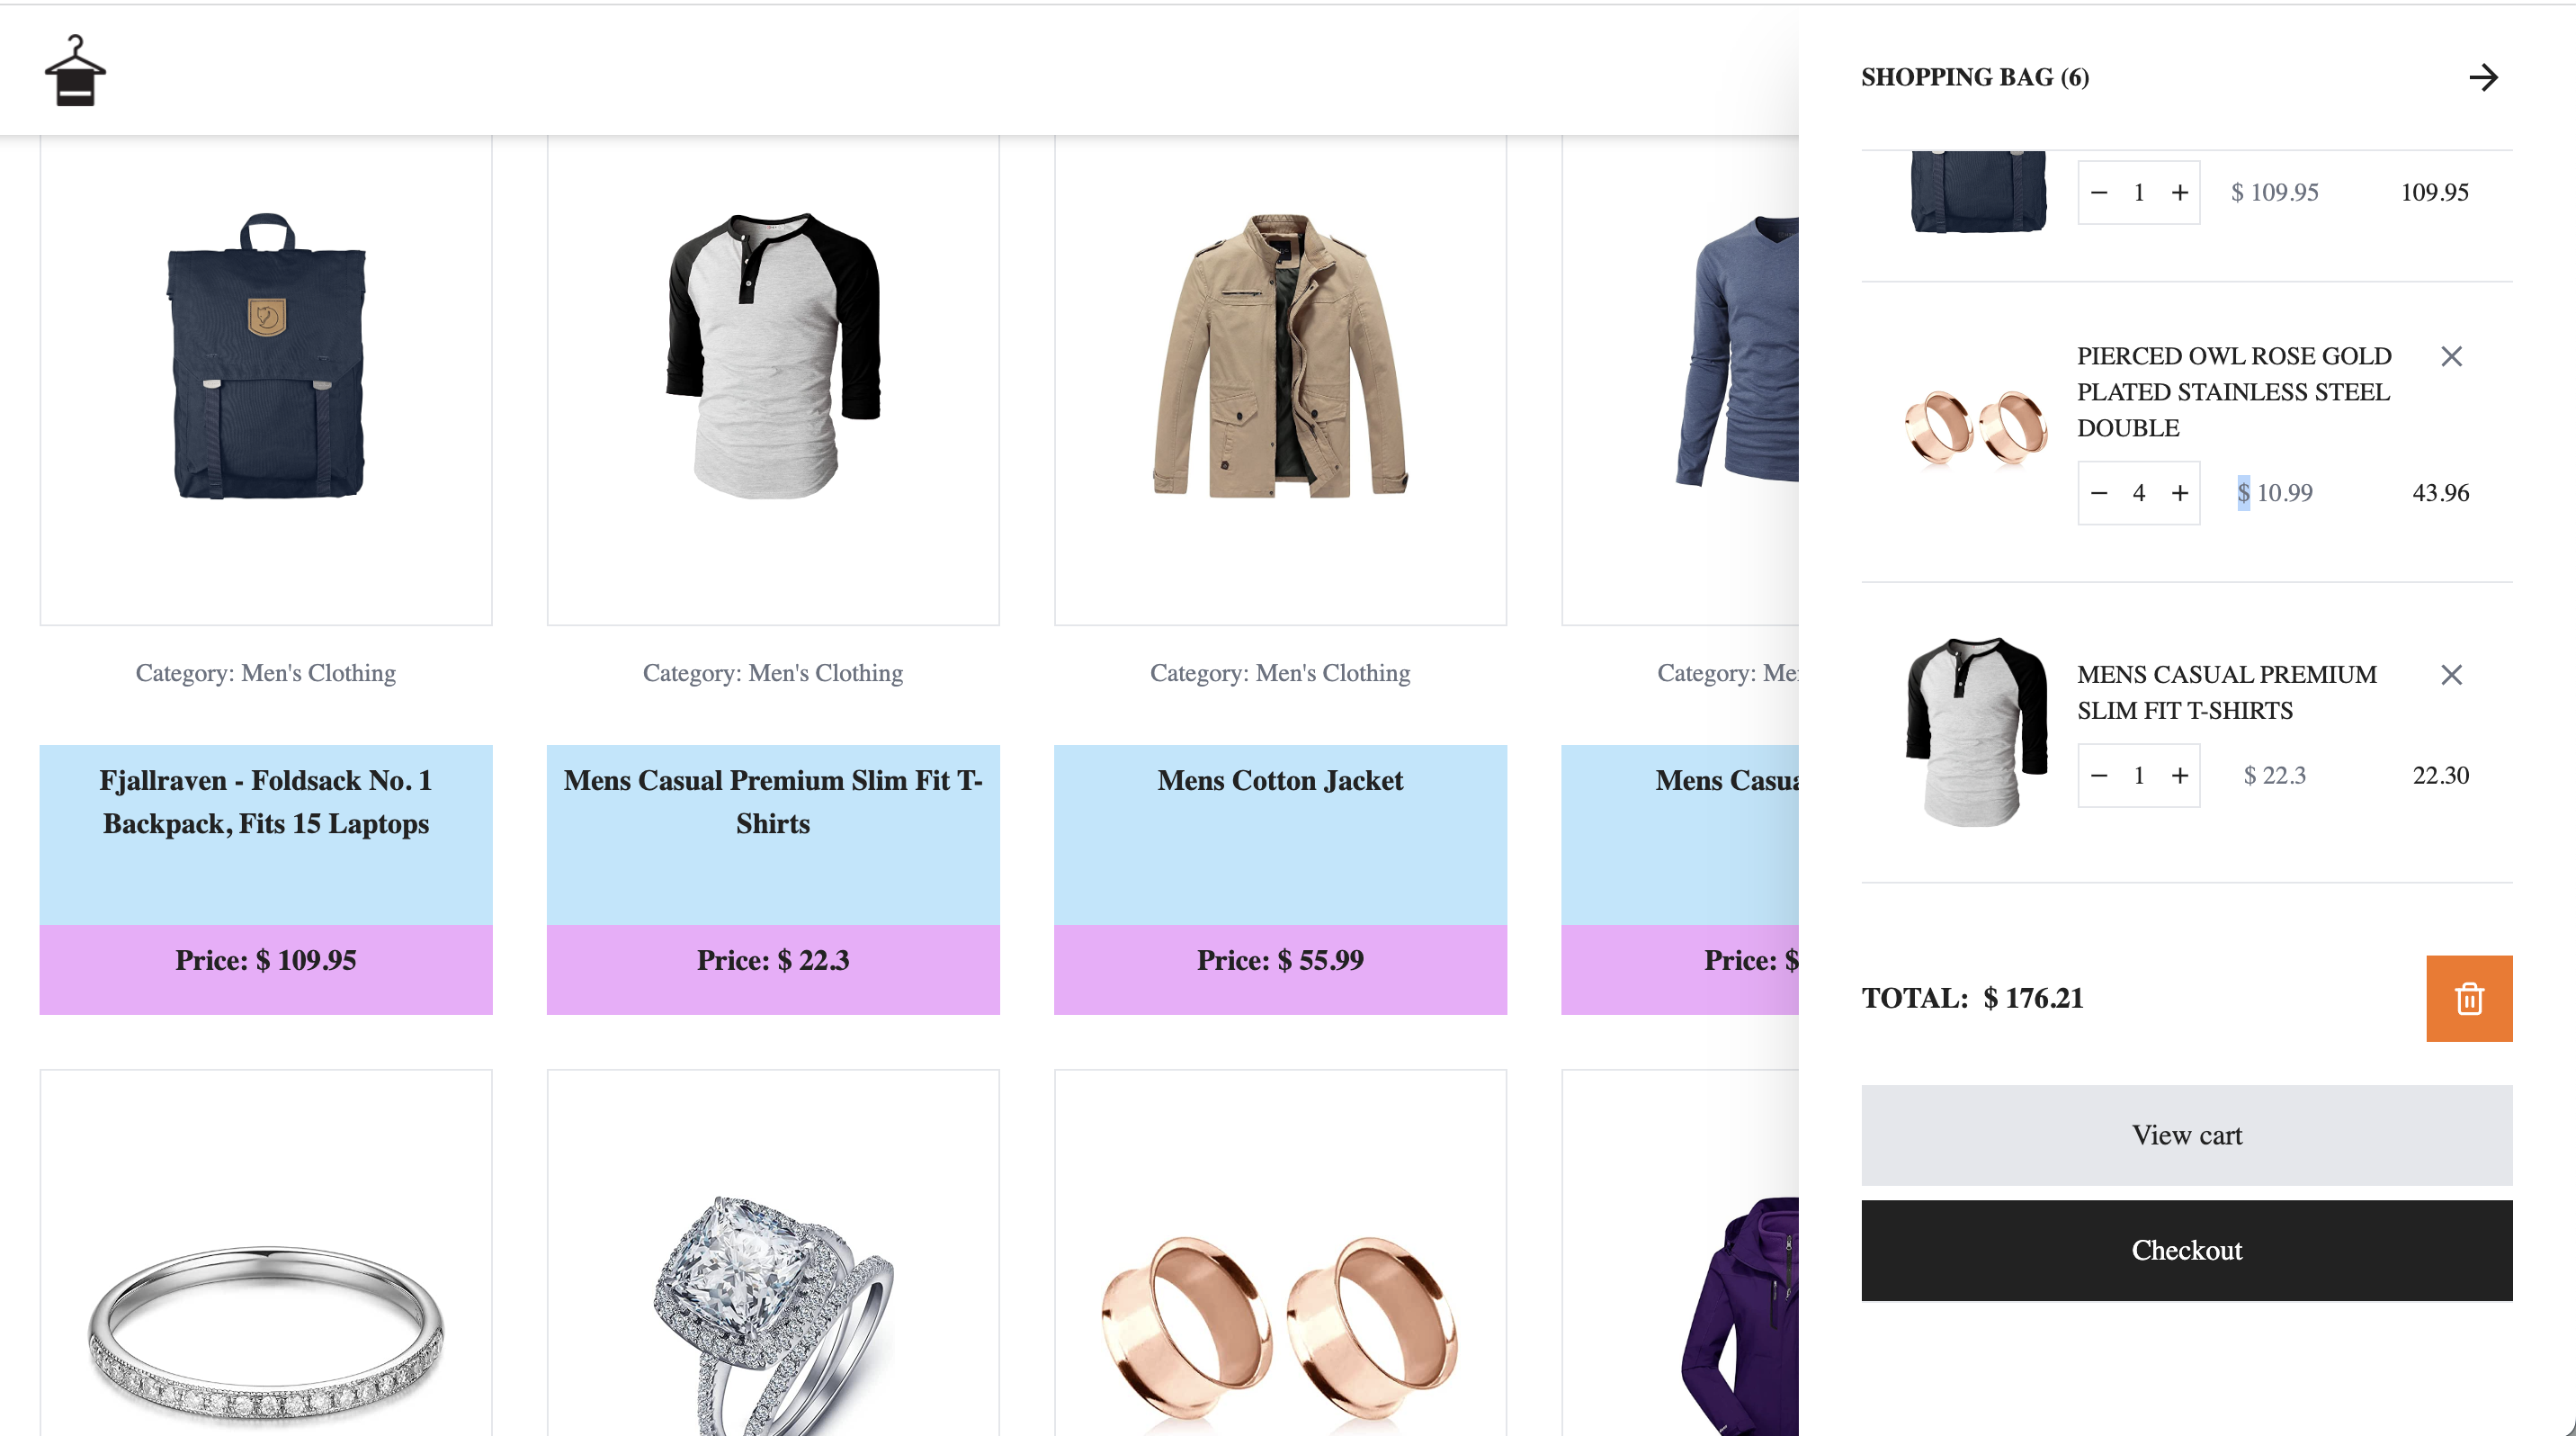 SHOPPING BAG (6)
1 $ 109.95 109.95
PIERCED OWL ROSE GOLD
PLATED STAINLESS STEEL
DOUBLE
4 $ 10.99 43.96
MENS CASUAL PREMIUM
SLIM FIT T-SHIRTS
1 $ 22.3 22.30
TOTAL: $ 176.21
View cart
Checkout
Category: Men's Clothing
Fjallraven - Foldsack No. 1
Backpack, Fits 15 Laptops
Price: $ 109.95
Category: Men's Clothing
Mens Casual Premium Slim Fit T-
Shirts
Price: $ 22.3
Category: Men's Clothing
Mens Cotton Jacket
Price: $ 55.99
Category: Me
Mens Casua
Price: $